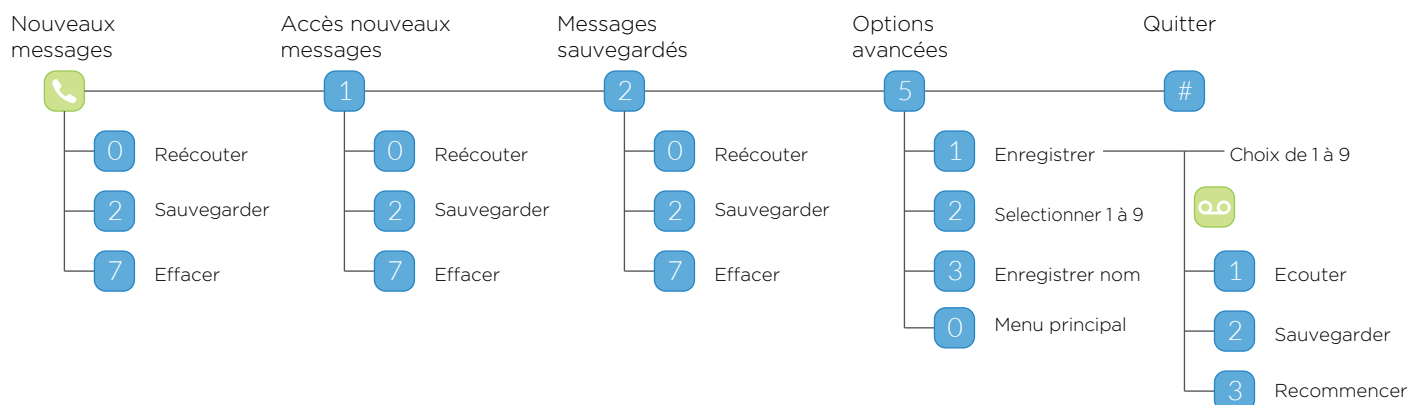 Nouveaux
messages
Accès nouveaux
messages
Messages
sauvegardés
Options
avancées
Quitter
1
2
5
#
0 Reécouter
0 Reécouter
0 Reécouter
1 Enregistrer
Choix de 1 à 9
2 Sauvegarder
2 Sauvegarder
2 Sauvegarder
2 Selectionner 1 à 9
7 Effacer
7 Effacer
7 Effacer
3 Enregistrer nom
1 Ecouter
0 Menu principal
2 Sauvegarder
3 Recommencer